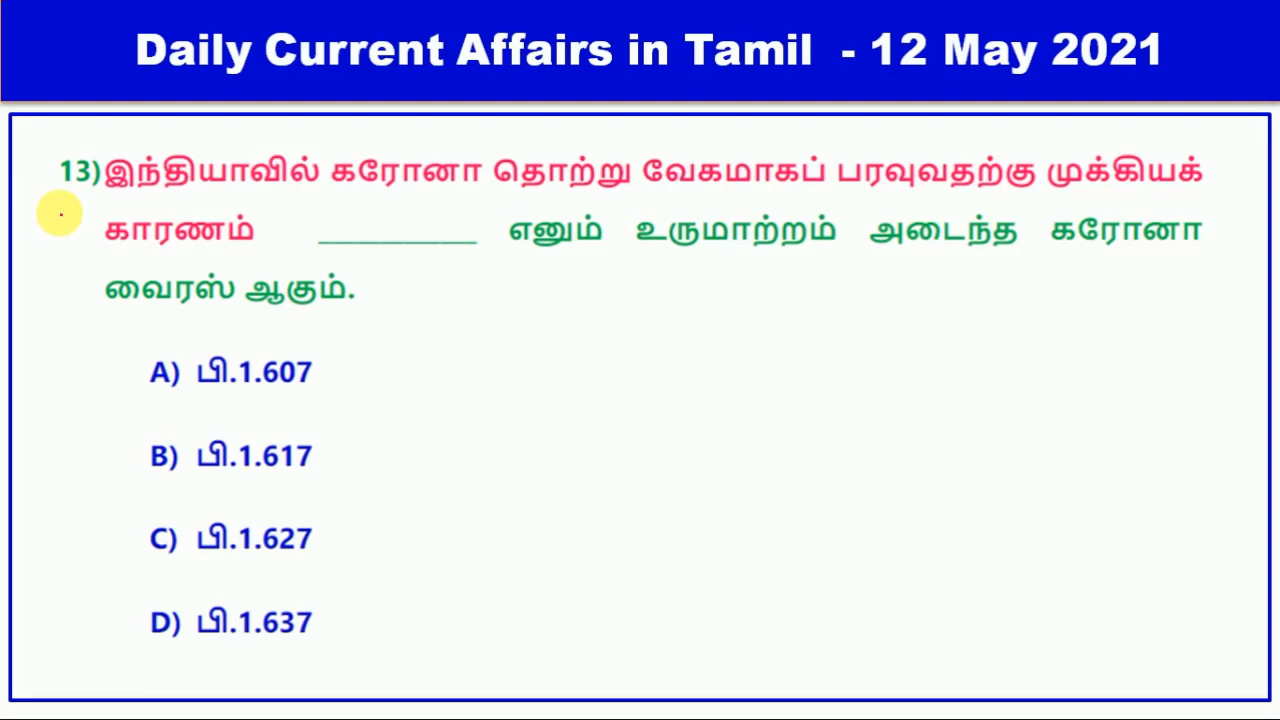 Daily Current Affairs in Tamil - 12 May 2021
13)இந்தியாவில் கரோனா தொற்று வேகமாகப் பரவுவதற்கு முக்கியக்
காரணம் __________ எனும் உருமாற்றம் அடைந்த கரோனா
வைரஸ் ஆகும்.
A) பி.1.607
B) பி.1.617
C) பி.1.627
D) பி.1.637